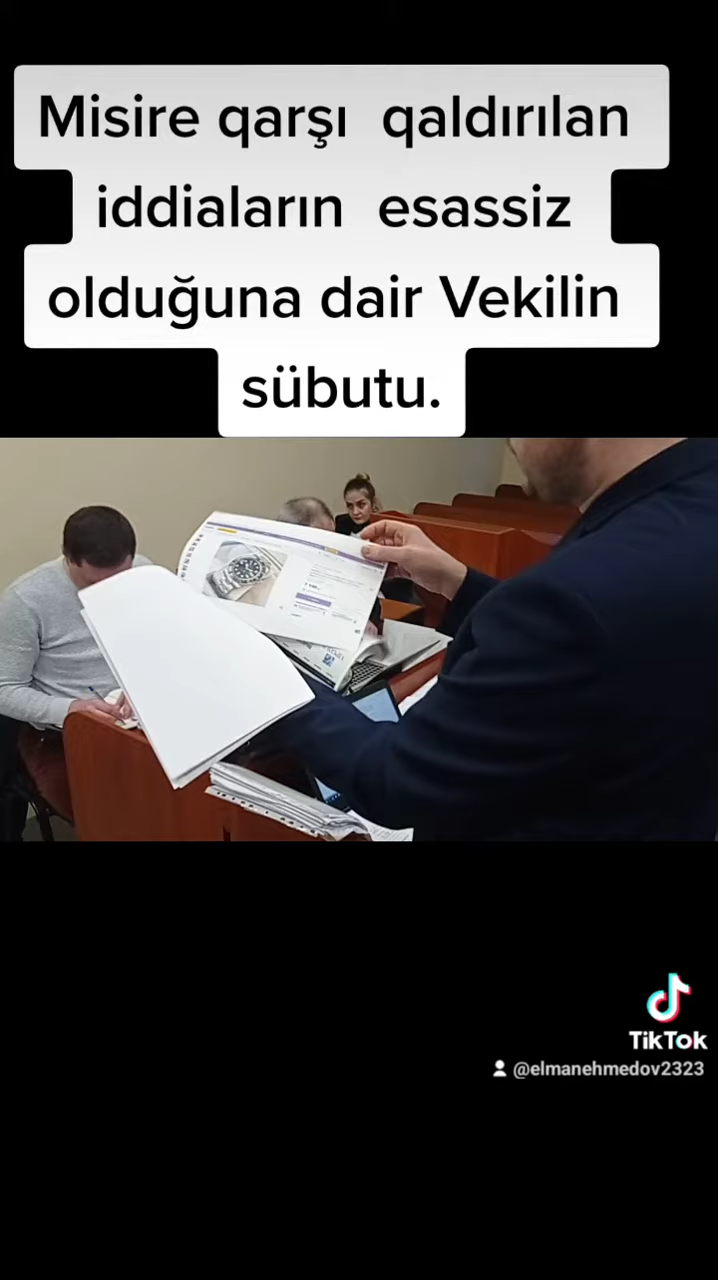 Misire qarşı qaldırılan
iddiaların esassiz
olduğuna dair Vekilin
sübutu.
TikTok
@elmanehmedov2323